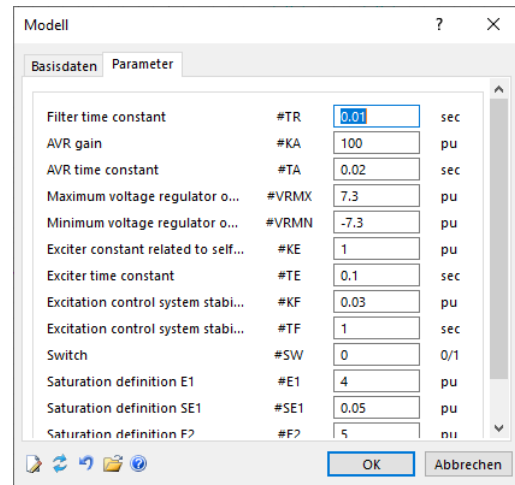 Modell ?
Basisdaten Parameter
Filter time constant #TR 0.01 sec
AVR gain #KA 100 pu
AVR time constant #TA 0.02 sec
Maximum voltage regulator o... #VRMX 7.3 pu
Minimum voltage regulator o... #VRMN -7.3 pu
Exciter constant related to self... #KE 1 pu
Exciter time constant #TE 0.1 sec
Excitation control system stabi... #KF 0.03 pu
Excitation control system stabi... #TF 1 sec
Switch #SW 0 0/1
Saturation definition E1 #E1 4 pu
Saturation definition SE1 #SE1 0.05 pu
Saturation definition E2 #E2 5 pu
OK Abbrechen